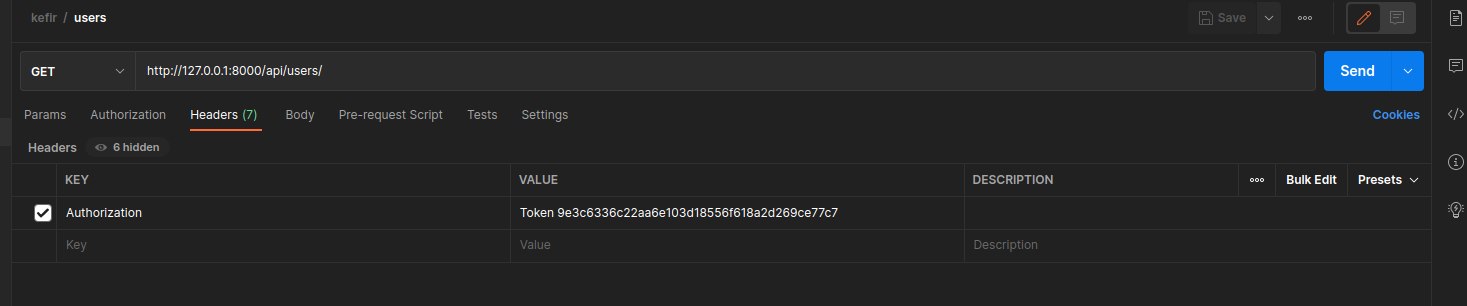 kefir / users
Save
GET
http://127.0.0.1:8000/api/users/
Send
Params Authorization Headers (7) Body Pre-request Script Tests Settings Cookies
Headers 6 hidden
KEY VALUE DESCRIPTION Bulk Edit Presets
Authorization Token 9e3c6336c22aa6e103d18556f618a2d269ce77c7
Key Value Description